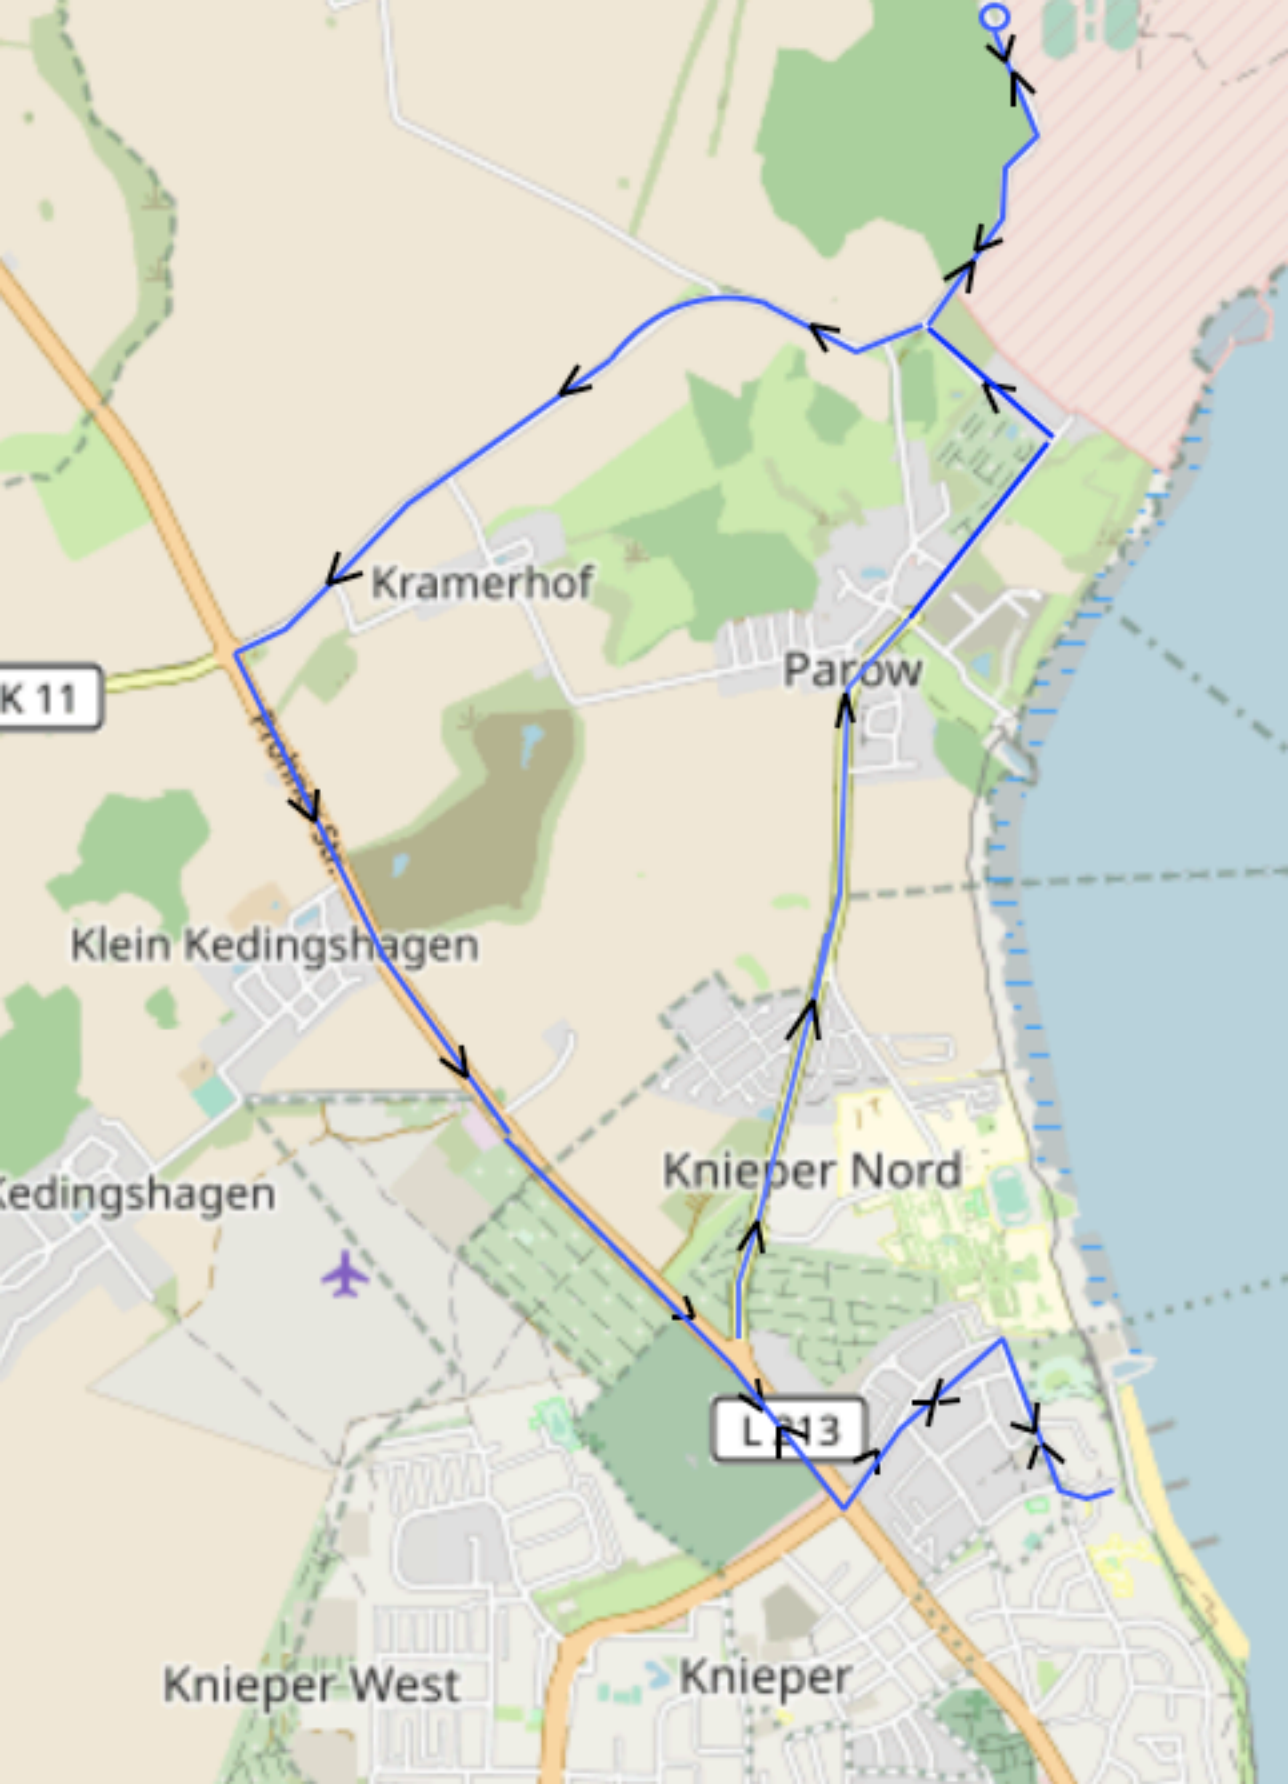 Kramerhof
Parow
K 11
Klein Kedingshagen
Knieper Nord
Kedingshagen
L 213
Knieper West
Knieper